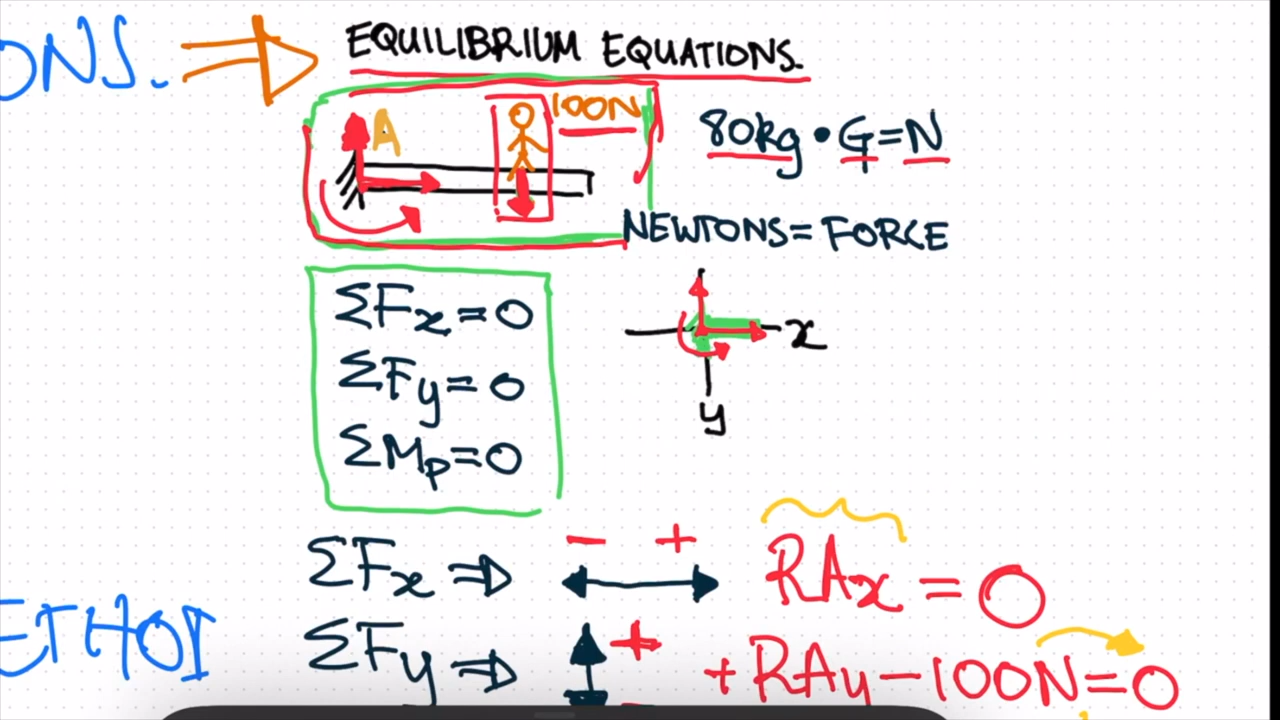 ONS. ⇒ EQUILIBRIUM EQUATIONS.
A 100N
80kg • G = N
NEWTONS = FORCE
ΣFx = 0
ΣFy = 0
ΣMp = 0
x
y
ΣFx ⇒ − + RAx = 0
ETHO
ΣFy ⇒ + +RAy − 100N = 0
−